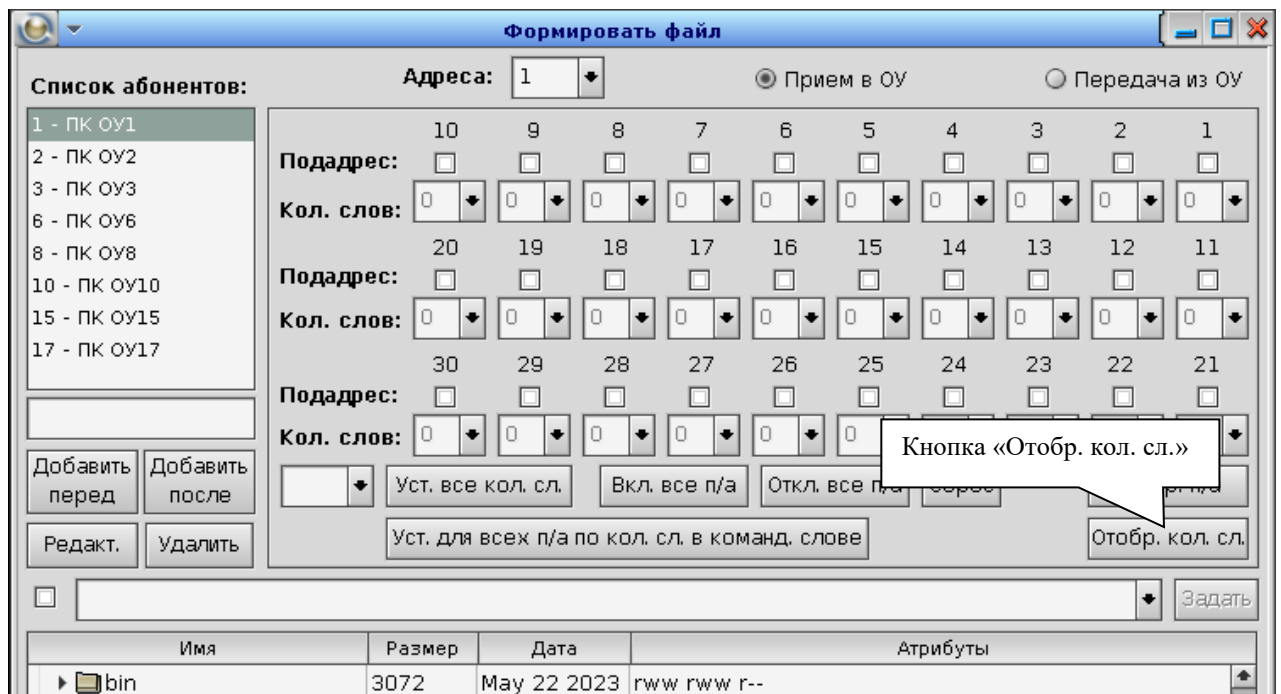 Формировать файл
Список абонентов:
Адреса: 1 Прием в ОУ Передача из ОУ
1 - ПК ОУ1
2 - ПК ОУ2
3 - ПК ОУ3
6 - ПК ОУ6
8 - ПК ОУ8
10 - ПК ОУ10
15 - ПК ОУ15
17 - ПК ОУ17
10 9 8 7 6 5 4 3 2 1
Подадрес:
Кол. слов: 0 0 0 0 0 0 0 0 0 0
20 19 18 17 16 15 14 13 12 11
Подадрес:
Кол. слов: 0 0 0 0 0 0 0 0 0 0
30 29 28 27 26 25 24 23 22 21
Подадрес:
Кол. слов: 0 0 0 0 0 0
Кнопка «Отобр. кол. сл.»
Добавить перед
Добавить после
Редакт.
Удалить
Уст. все кол. сл. Вкл. все п/а Откл. все п/а
Уст. для всех п/а по кол. сл. в команд. слове Отобр. кол. сл.
Задать
Имя Размер Дата Атрибуты
bin 3072 May 22 2023 rww rww r--